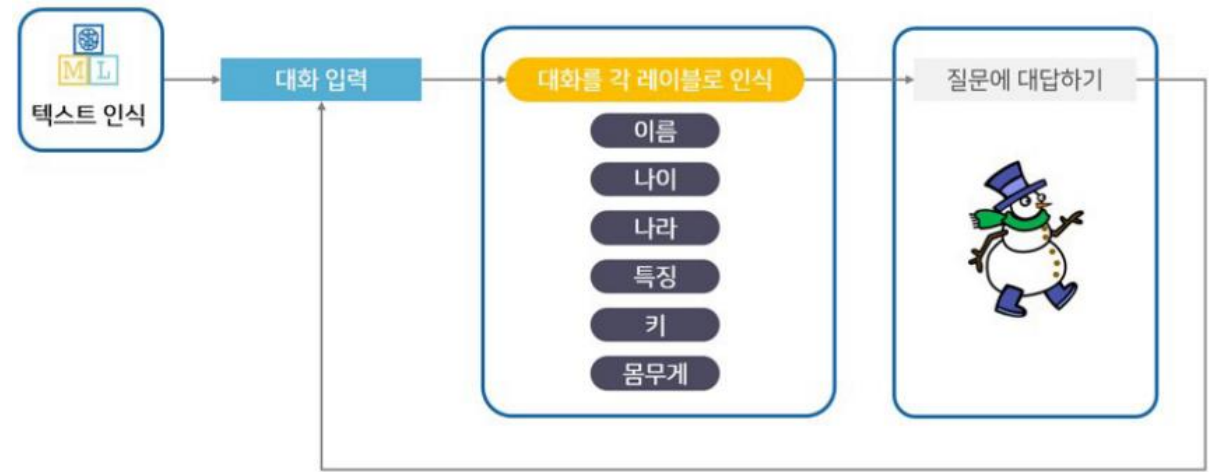 M L
텍스트 인식
대화 입력
대화를 각 레이블로 인식
이름
나이
나라
특징
키
몸무게
질문에 대답하기